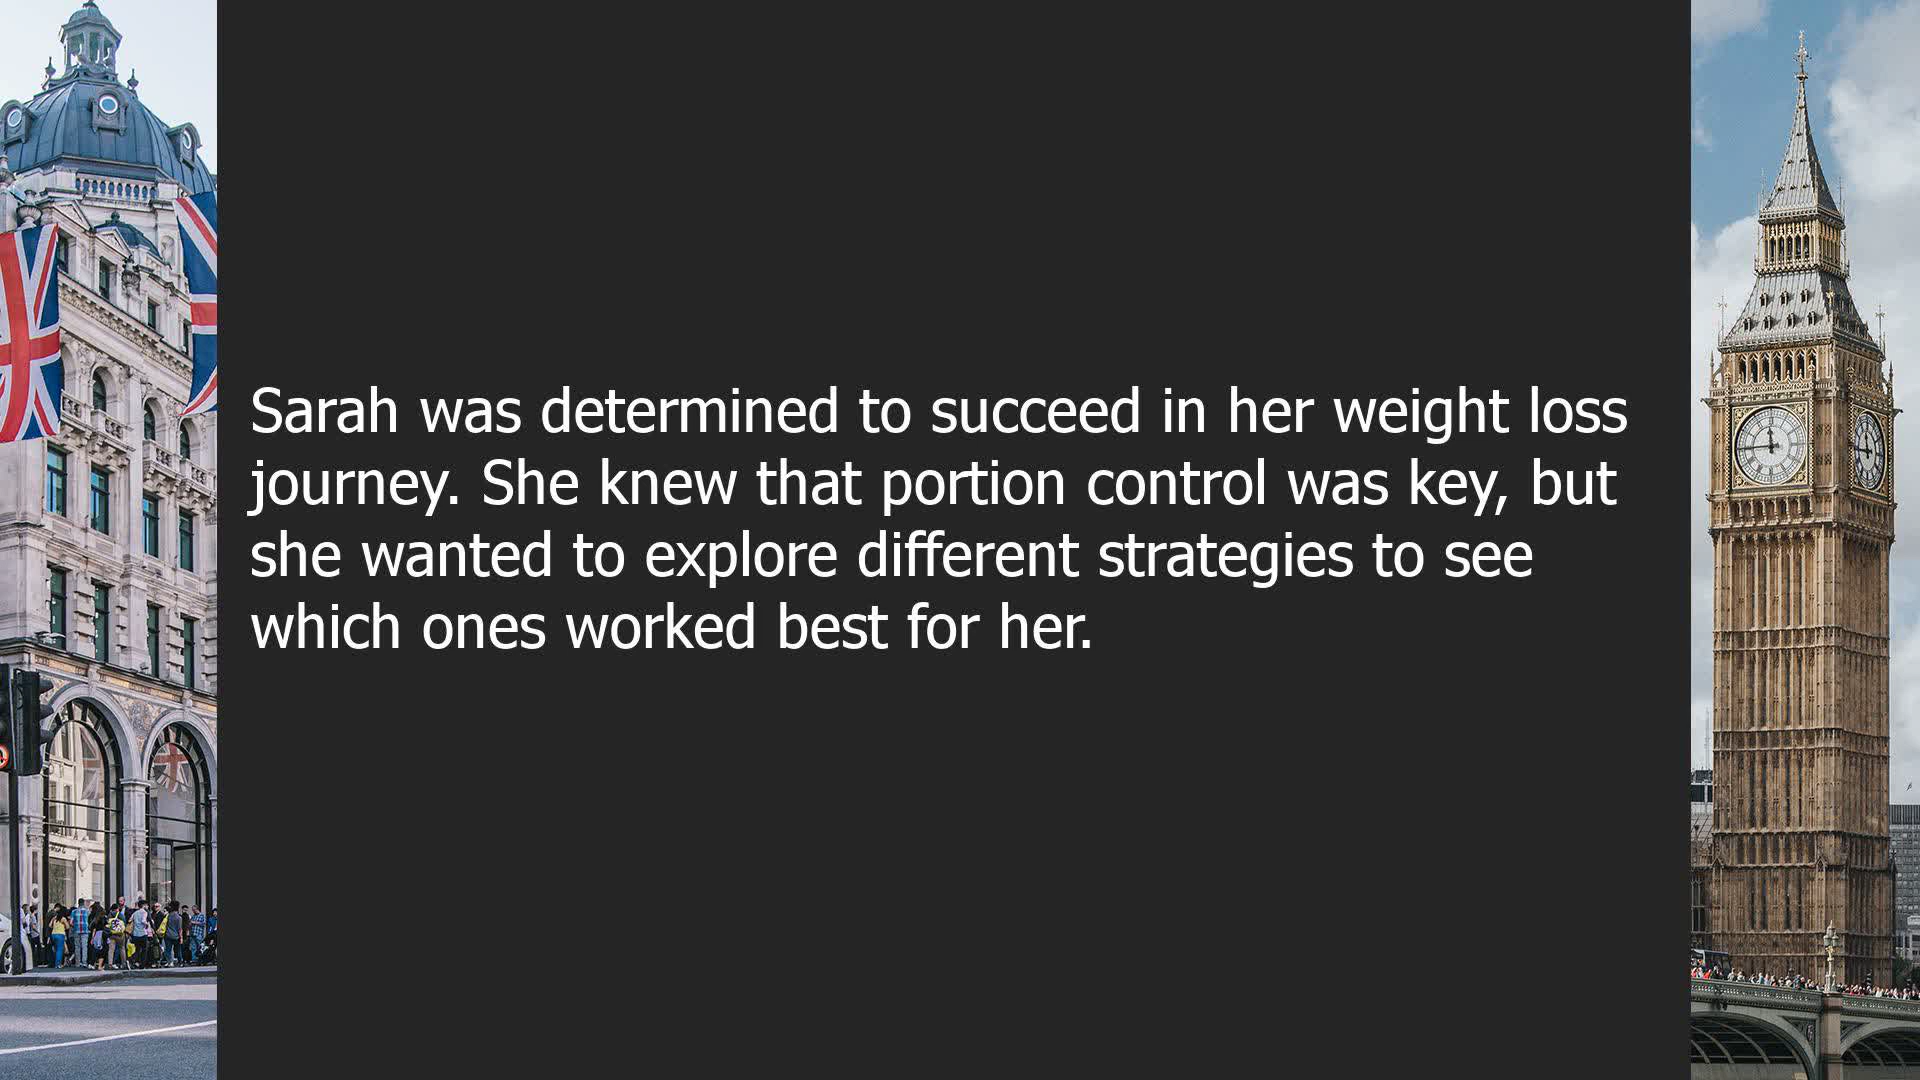 Sarah was determined to succeed in her weight loss
journey. She knew that portion control was key, but
she wanted to explore different strategies to see
which ones worked best for her.